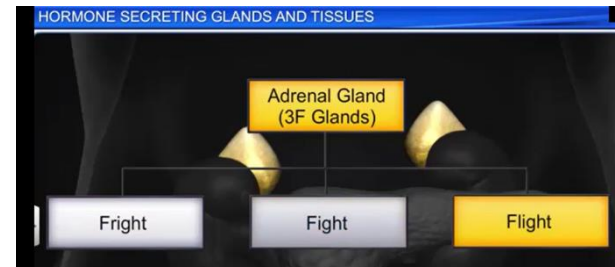 HORMONE SECRETING GLANDS AND TISSUES
Adrenal Gland
(3F Glands)
Fright
Fight
Flight